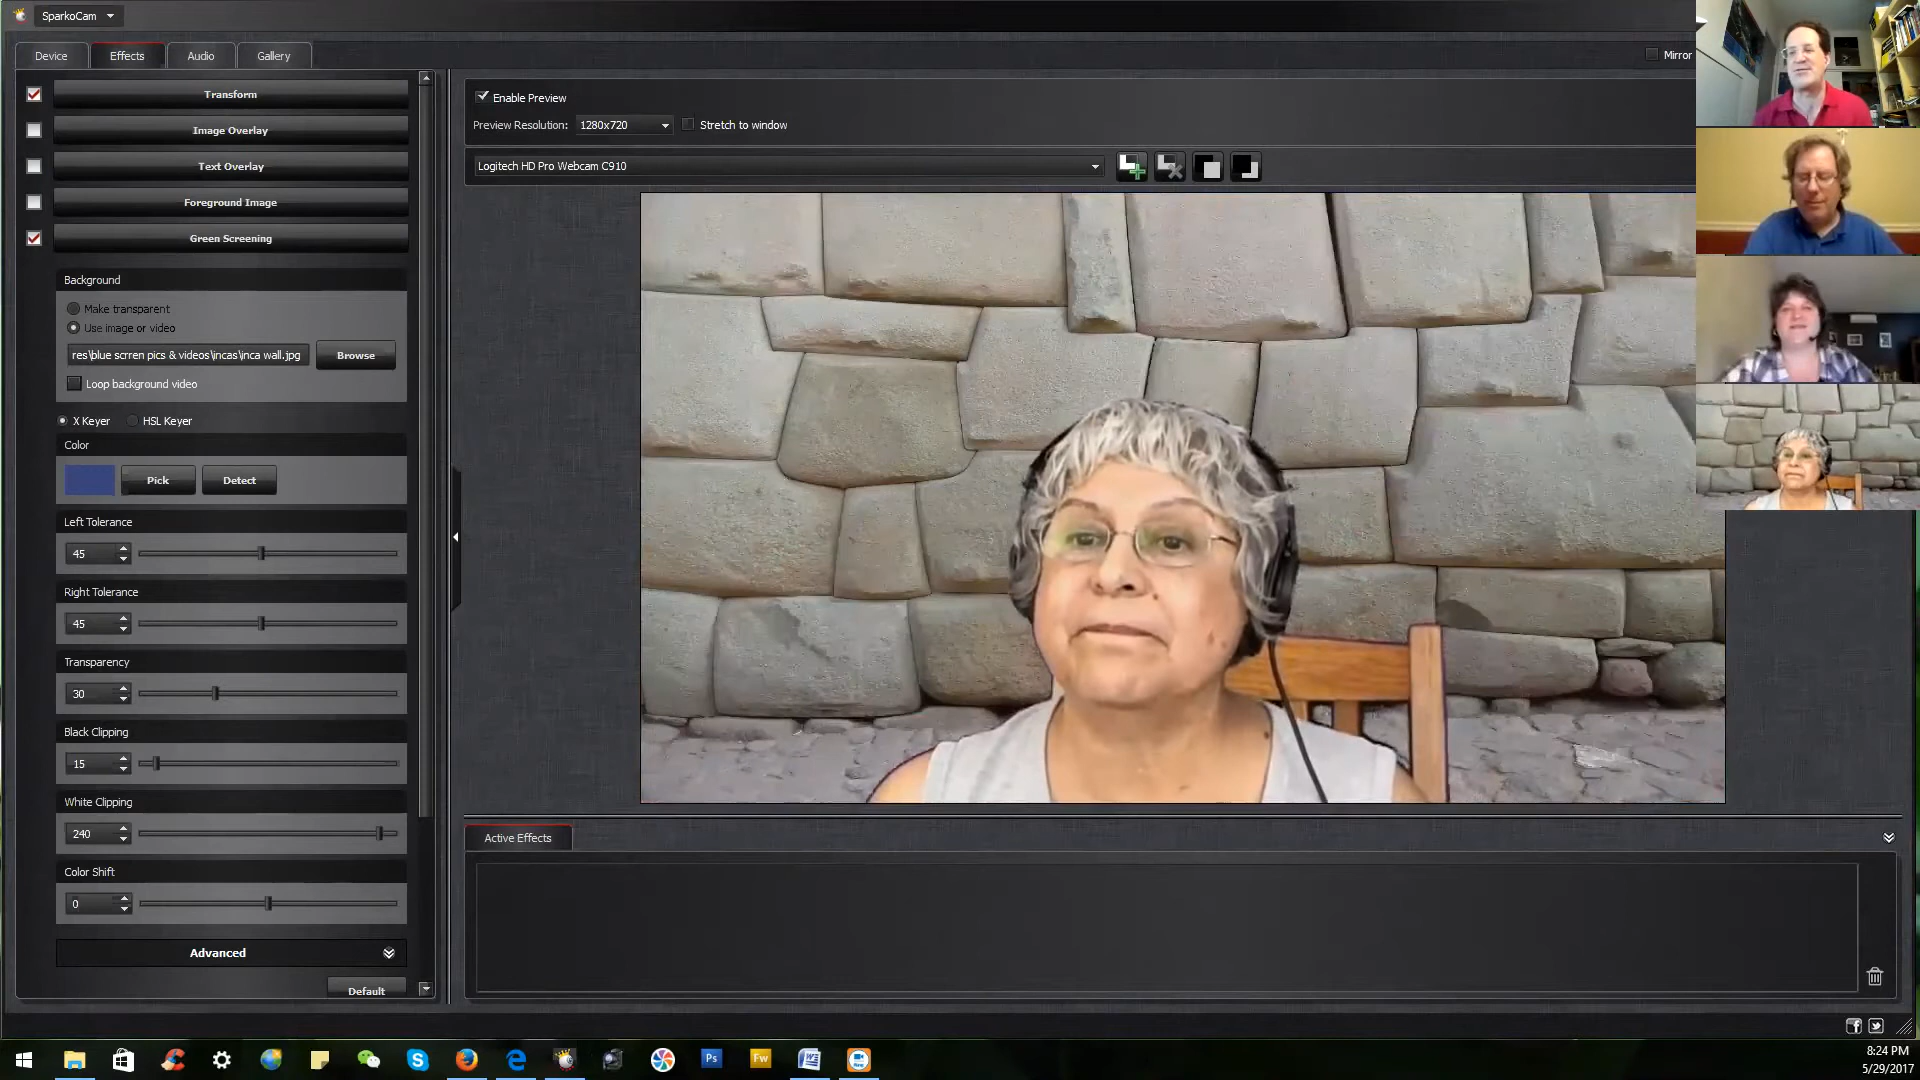 SparkoCam
Device
Effects
Audio
Gallery
Mirror
Transform
Image Overlay
Text Overlay
Foreground Image
Green Screening
Background
Make transparent
Use image or video
res\blue scrren pics & videos\incas\inca wall.jpg
Browse
Loop background video
X Keyer
HSL Keyer
Color
Pick
Detect
Left Tolerance
45
Right Tolerance
45
Transparency
30
Black Clipping
15
White Clipping
240
Color Shift
0
Advanced
Default
Enable Preview
Preview Resolution:
1280x720
Stretch to window
Logitech HD Pro Webcam C910
Active Effects
Ps
Fw
8:24 PM
5/29/2017